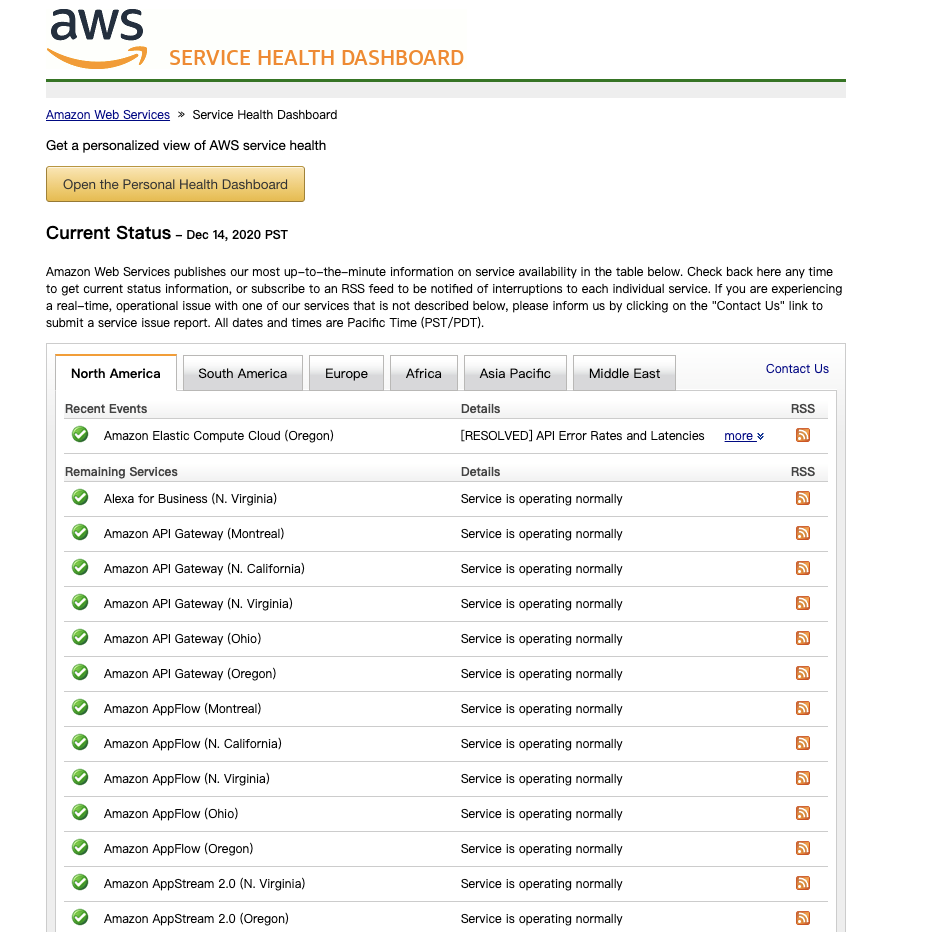 aws
SERVICE HEALTH DASHBOARD
Amazon Web Services » Service Health Dashboard
Get a personalized view of AWS service health
Open the Personal Health Dashboard
Current Status - Dec 14, 2020 PST
Amazon Web Services publishes our most up-to-the-minute information on service availability in the table below. Check back here any time
to get current status information, or subscribe to an RSS feed to be notified of interruptions to each individual service. If you are experiencing
a real-time, operational issue with one of our services that is not described below, please inform us by clicking on the "Contact Us" link to
submit a service issue report. All dates and times are Pacific Time (PST/PDT).
North America South America Europe Africa Asia Pacific Middle East Contact Us
Recent Events Details RSS
Amazon Elastic Compute Cloud (Oregon) [RESOLVED] API Error Rates and Latencies more
Remaining Services Details RSS
Alexa for Business (N. Virginia) Service is operating normally
Amazon API Gateway (Montreal) Service is operating normally
Amazon API Gateway (N. California) Service is operating normally
Amazon API Gateway (N. Virginia) Service is operating normally
Amazon API Gateway (Ohio) Service is operating normally
Amazon API Gateway (Oregon) Service is operating normally
Amazon AppFlow (Montreal) Service is operating normally
Amazon AppFlow (N. California) Service is operating normally
Amazon AppFlow (N. Virginia) Service is operating normally
Amazon AppFlow (Ohio) Service is operating normally
Amazon AppFlow (Oregon) Service is operating normally
Amazon AppStream 2.0 (N. Virginia) Service is operating normally
Amazon AppStream 2.0 (Oregon) Service is operating normally